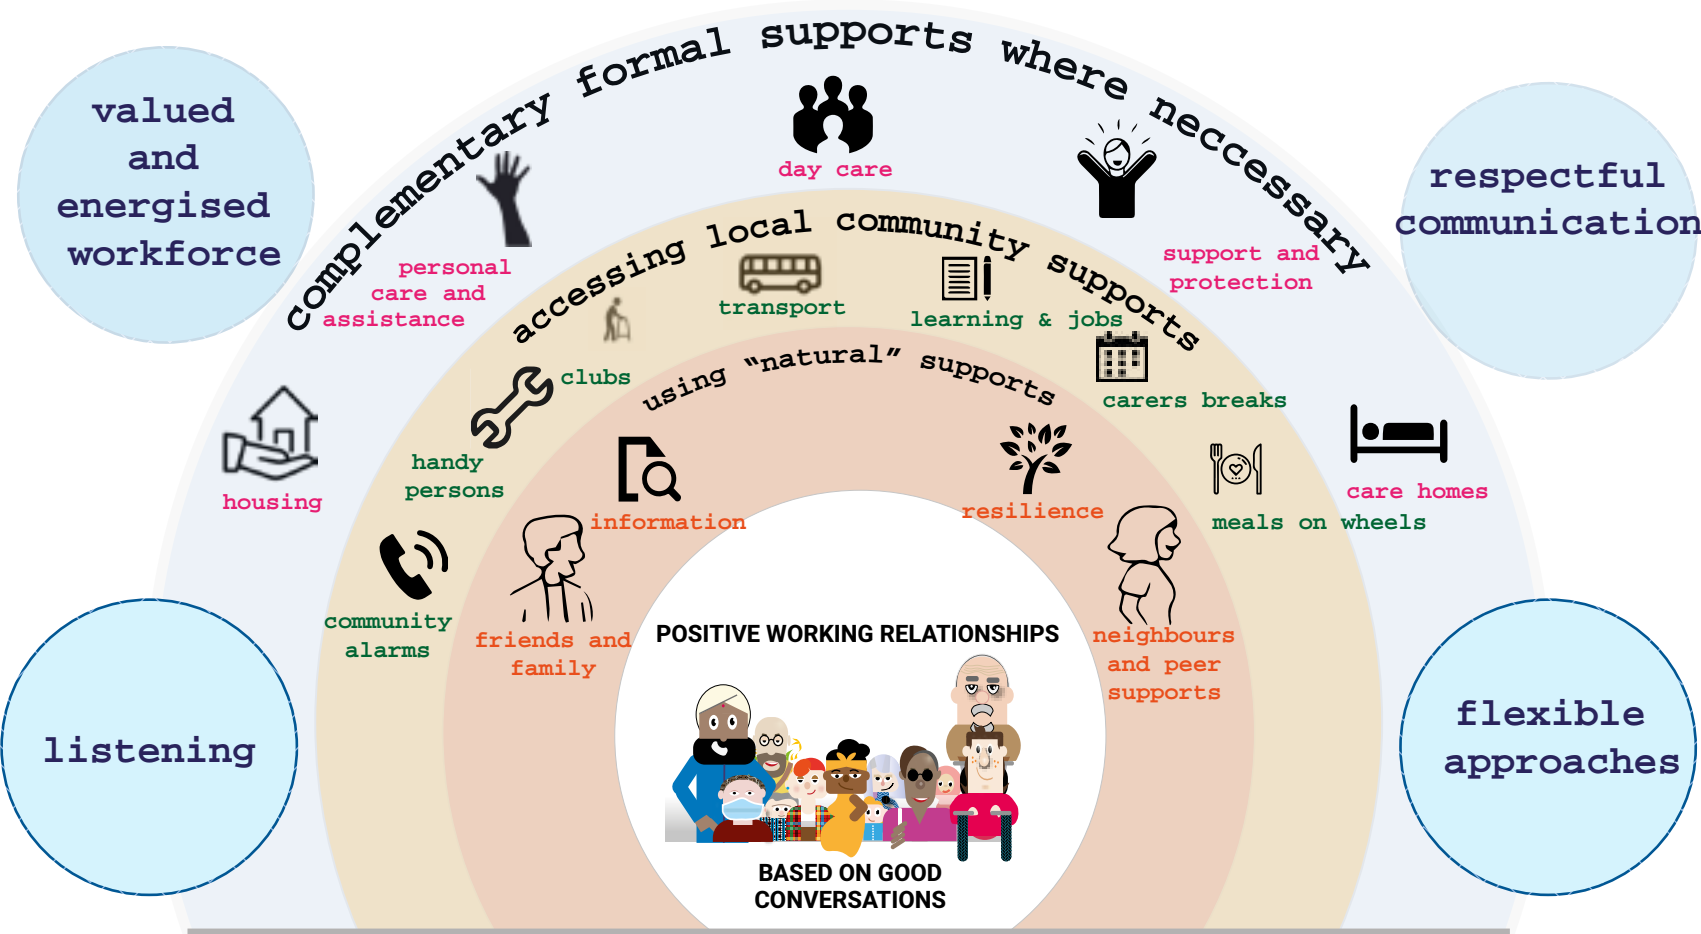 complementary formal supports where neccessary
valued
and
energised
workforce
respectful
communication
day care
personal
care and
assistance
support and
protection
housing
care homes
accessing local community supports
transport
learning & jobs
clubs
carers breaks
handy
persons
meals on wheels
community
alarms
using “natural” supports
information
resilience
friends and
family
neighbours
and peer
supports
POSITIVE WORKING RELATIONSHIPS
BASED ON GOOD
CONVERSATIONS
listening
flexible
approaches